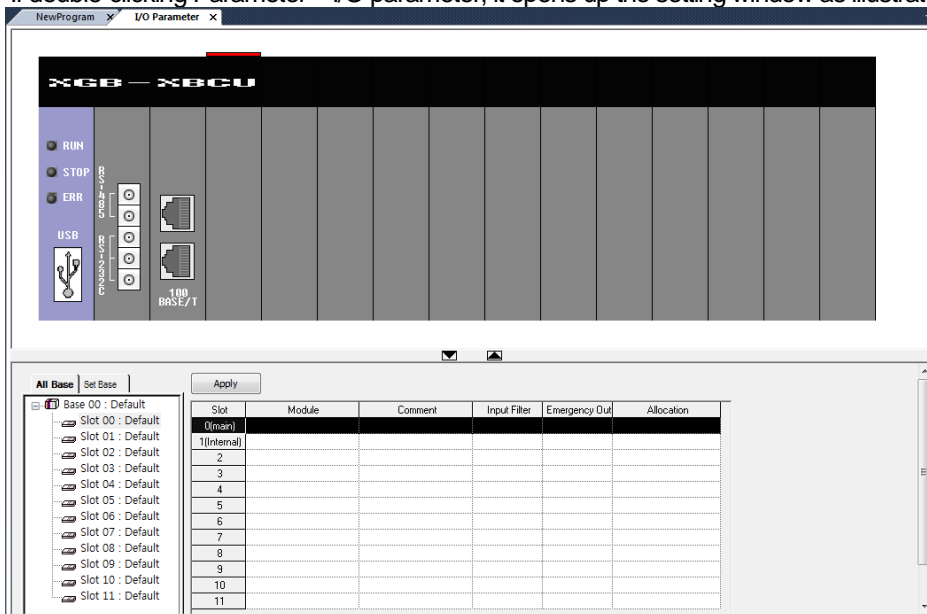 If double-clicking Parameter - I/O parameter, it opens up the setting window as illustrat
NewProgram x I/O Parameter x
XGB-XBCU
RUN
STOP
ERR
USB
RS-485
RS-232C
100
BASE/T
All Base Set Base
Apply
Base 00 : Default
Slot 00 : Default
Slot 01 : Default
Slot 02 : Default
Slot 03 : Default
Slot 04 : Default
Slot 05 : Default
Slot 06 : Default
Slot 07 : Default
Slot 08 : Default
Slot 09 : Default
Slot 10 : Default
Slot 11 : Default
Slot Module Comment Input Filter Emergency Out Allocation
0(main)
1(Internal)
2
3
4
5
6
7
8
9
10
11